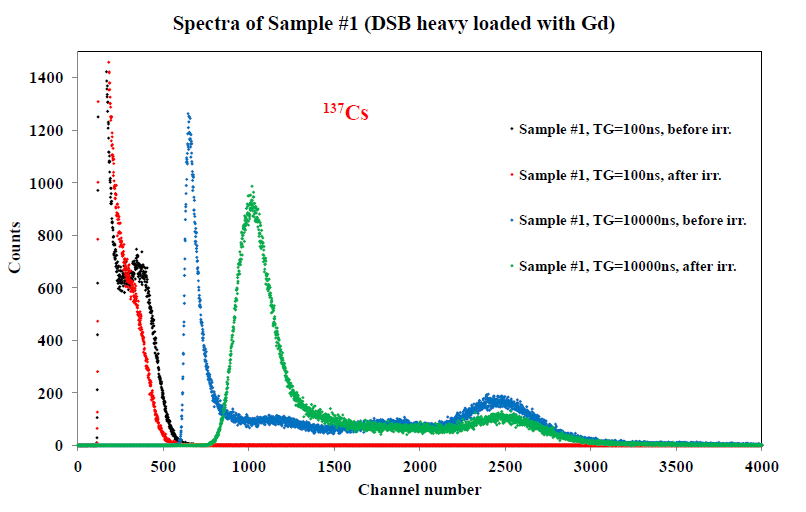 Spectra of Sample #1 (DSB heavy loaded with Gd)
137Cs
Sample #1, TG=100ns, before irr.
Sample #1, TG=100ns, after irr.
Sample #1, TG=10000ns, before irr.
Sample #1, TG=10000ns, after irr.
Counts
1400
1200
1000
800
600
400
200
0
0 500 1000 1500 2000 2500 3000 3500 4000
Channel number